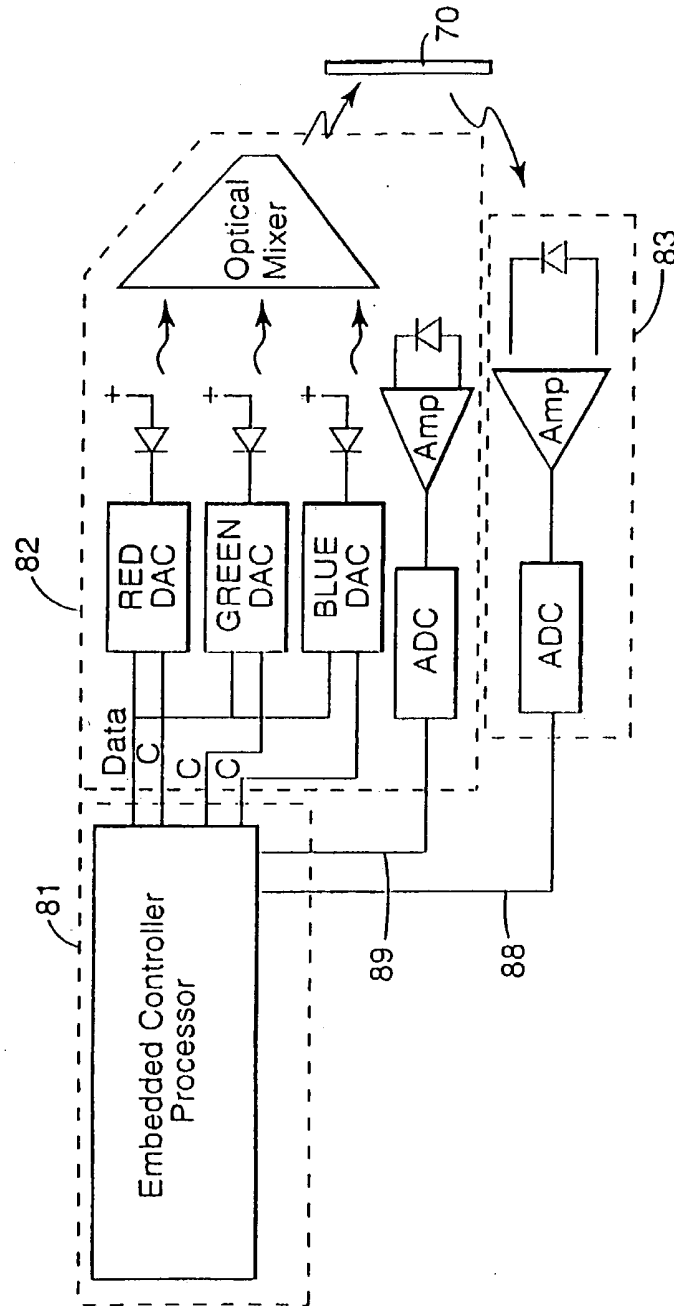 81
Embedded Controller
Processor
82
Data
C
C
C
RED
DAC
GREEN
DAC
BLUE
DAC
Optical
Mixer
ADC
Amp
70
ADC
Amp
83
89
88